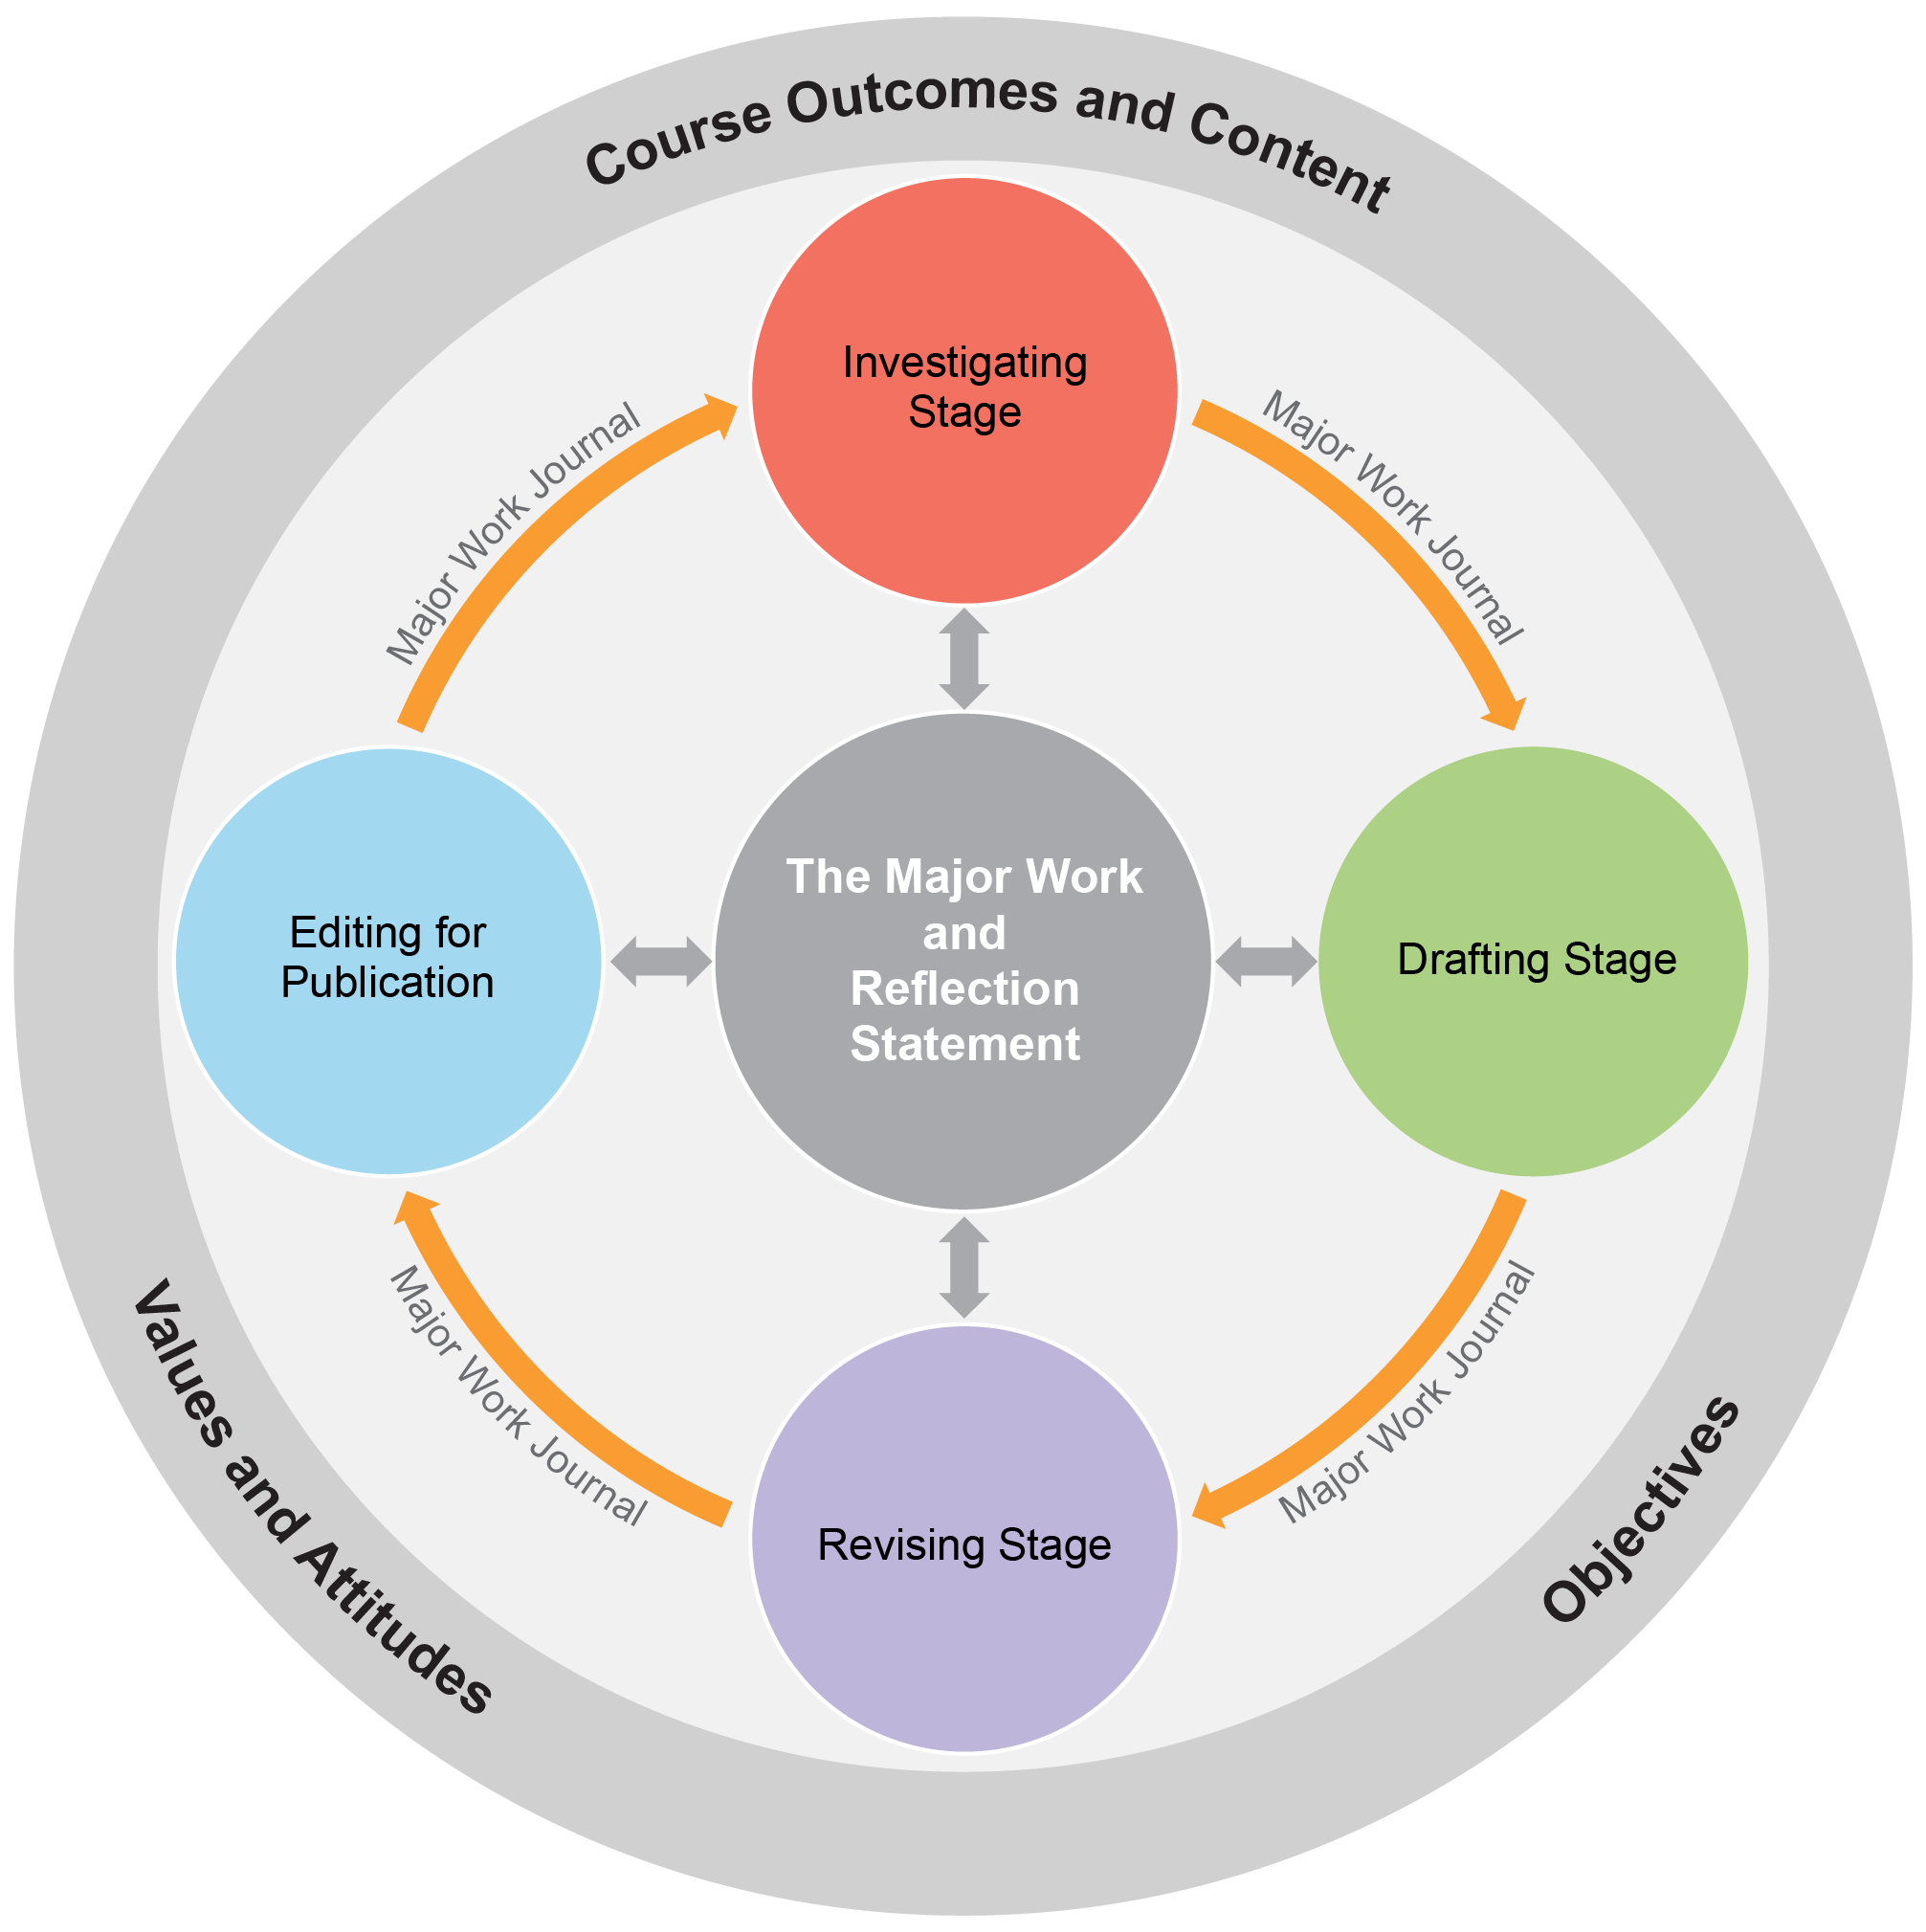 Course Outcomes and Content
Investigating
Stage
Major Work Journal
Major Work Journal
The Major Work
and
Reflection
Statement
Editing for
Publication
Drafting Stage
Major Work Journal
Major Work Journal
Revising Stage
Values and Attitudes
Objectives